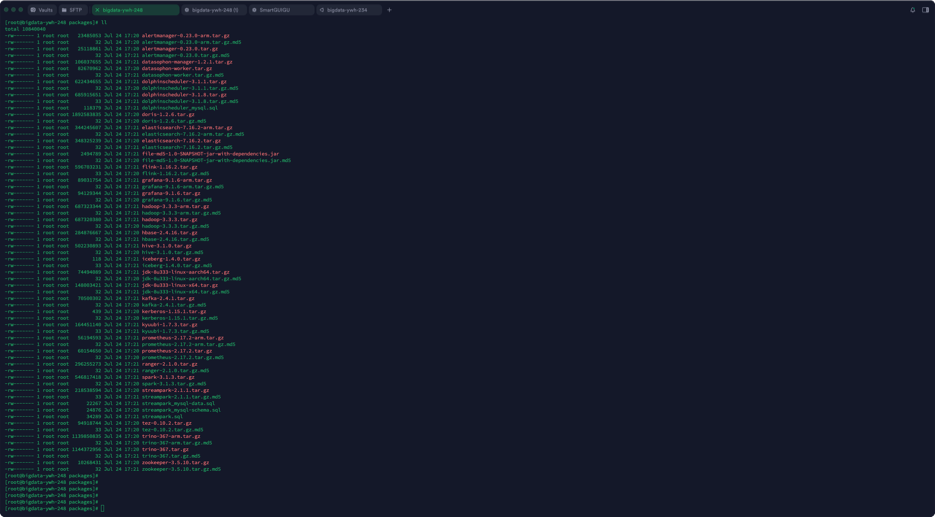 Vaults SFTP bigdata-ywh-248 bigdata-ywh-248 (1) SmartGUIGU bigdata-ywh-234
[root@bigdata-ywh-248 packages]# ll
total 10640040
-rw------- 1 root root 23485953 Jul 24 17:20 alertmanager-0.23.0-arm.tar.gz
-rw------- 1 root root 32 Jul 24 17:20 alertmanager-0.23.0-arm.tar.gz.md5
-rw------- 1 root root 25118861 Jul 24 17:21 alertmanager-0.23.0.tar.gz
-rw------- 1 root root 32 Jul 24 17:21 alertmanager-0.23.0.tar.gz.md5
-rw------- 1 root root 186937655 Jul 24 17:21 datasophon-manager-1.2.1.tar.gz
-rw------- 1 root root 81670962 Jul 24 17:20 datasophon-worker.tar.gz
-rw------- 1 root root 32 Jul 24 17:20 datasophon-worker.tar.gz.md5
-rw------- 1 root root 622434655 Jul 24 17:21 dolphinscheduler-3.1.1.tar.gz
-rw------- 1 root root 32 Jul 24 17:21 dolphinscheduler-3.1.1.tar.gz.md5
-rw------- 1 root root 685915651 Jul 24 17:21 dolphinscheduler-3.1.8.tar.gz
-rw------- 1 root root 33 Jul 24 17:20 dolphinscheduler-3.1.8.tar.gz.md5
-rw------- 1 root root 110379 Jul 24 17:21 dolphinscheduler_mysql.sql
-rw------- 1 root root 1802583035 Jul 24 17:20 doris-1.2.6.tar.gz
-rw------- 1 root root 32 Jul 24 17:21 doris-1.2.6.tar.gz.md5
-rw------- 1 root root 344245087 Jul 24 17:21 elasticsearch-7.16.2-arm.tar.gz
-rw------- 1 root root 32 Jul 24 17:20 elasticsearch-7.16.2-arm.tar.gz.md5
-rw------- 1 root root 348325239 Jul 24 17:20 elasticsearch-7.16.2.tar.gz
-rw------- 1 root root 32 Jul 24 17:21 elasticsearch-7.16.2.tar.gz.md5
-rw------- 1 root root 2494789 Jul 24 17:21 file-md5-1.0-SNAPSHOT-jar-with-dependencies.jar
-rw------- 1 root root 32 Jul 24 17:21 file-md5-1.0-SNAPSHOT-jar-with-dependencies.jar.md5
-rw------- 1 root root 396783231 Jul 24 17:21 flink-1.16.2.tar.gz
-rw------- 1 root root 33 Jul 24 17:20 flink-1.16.2.tar.gz.md5
-rw------- 1 root root 89031754 Jul 24 17:21 grafana-9.1.6-arm.tar.gz
-rw------- 1 root root 32 Jul 24 17:20 grafana-9.1.6-arm.tar.gz.md5
-rw------- 1 root root 94129344 Jul 24 17:21 grafana-9.1.6.tar.gz
-rw------- 1 root root 32 Jul 24 17:20 grafana-9.1.6.tar.gz.md5
-rw------- 1 root root 687323344 Jul 24 17:21 hadoop-3.3.3-arm.tar.gz
-rw------- 1 root root 32 Jul 24 17:21 hadoop-3.3.3-arm.tar.gz.md5
-rw------- 1 root root 687329380 Jul 24 17:20 hadoop-3.3.3.tar.gz
-rw------- 1 root root 32 Jul 24 17:20 hadoop-3.3.3.tar.gz.md5
-rw------- 1 root root 284876667 Jul 24 17:21 hbase-2.4.16.tar.gz
-rw------- 1 root root 32 Jul 24 17:21 hbase-2.4.16.tar.gz.md5
-rw------- 1 root root 502230893 Jul 24 17:21 hive-3.1.0.tar.gz
-rw------- 1 root root 32 Jul 24 17:21 hive-3.1.0.tar.gz.md5
-rw------- 1 root root 118 Jul 24 17:21 iceberg-1.4.0.tar.gz
-rw------- 1 root root 33 Jul 24 17:21 iceberg-1.4.0.tar.gz.md5
-rw------- 1 root root 74494085 Jul 24 17:21 jdk-8u333-linux-aarch64.tar.gz
-rw------- 1 root root 32 Jul 24 17:20 jdk-8u333-linux-aarch64.tar.gz.md5
-rw------- 1 root root 148003421 Jul 24 17:21 jdk-8u333-linux-x64.tar.gz
-rw------- 1 root root 32 Jul 24 17:21 jdk-8u333-linux-x64.tar.gz.md5
-rw------- 1 root root 70508302 Jul 24 17:21 kafka-2.4.1.tar.gz
-rw------- 1 root root 32 Jul 24 17:20 kafka-2.4.1.tar.gz.md5
-rw------- 1 root root 439 Jul 24 17:21 kerberos-1.15.1.tar.gz
-rw------- 1 root root 32 Jul 24 17:20 kerberos-1.15.1.tar.gz.md5
-rw------- 1 root root 164451146 Jul 24 17:21 kyuubi-1.7.3.tar.gz
-rw------- 1 root root 33 Jul 24 17:21 kyuubi-1.7.3.tar.gz.md5
-rw------- 1 root root 56194593 Jul 24 17:21 prometheus-2.17.2-arm.tar.gz
-rw------- 1 root root 32 Jul 24 17:21 prometheus-2.17.2-arm.tar.gz.md5
-rw------- 1 root root 60154650 Jul 24 17:20 prometheus-2.17.2.tar.gz
-rw------- 1 root root 32 Jul 24 17:21 prometheus-2.17.2.tar.gz.md5
-rw------- 1 root root 296255273 Jul 24 17:21 ranger-2.1.0.tar.gz
-rw------- 1 root root 32 Jul 24 17:21 ranger-2.1.0.tar.gz.md5
-rw------- 1 root root 546817418 Jul 24 17:21 spark-3.1.3.tar.gz
-rw------- 1 root root 32 Jul 24 17:20 spark-3.1.3.tar.gz.md5
-rw------- 1 root root 218538594 Jul 24 17:20 streampark-2.1.1.tar.gz
-rw------- 1 root root 33 Jul 24 17:21 streampark-2.1.1.tar.gz.md5
-rw------- 1 root root 32267 Jul 24 17:20 streampark_mysql-data.sql
-rw------- 1 root root 24876 Jul 24 17:20 streampark_mysql-schema.sql
-rw------- 1 root root 34289 Jul 24 17:21 streampark.sql
-rw------- 1 root root 94918744 Jul 24 17:20 tez-0.10.2.tar.gz
-rw------- 1 root root 33 Jul 24 17:20 tez-0.10.2.tar.gz.md5
-rw------- 1 root root 1139850035 Jul 24 17:21 trino-367-arm.tar.gz
-rw------- 1 root root 32 Jul 24 17:21 trino-367-arm.tar.gz.md5
-rw------- 1 root root 1144372956 Jul 24 17:21 trino-367.tar.gz
-rw------- 1 root root 32 Jul 24 17:21 trino-367.tar.gz.md5
-rw------- 1 root root 10260431 Jul 24 17:20 zookeeper-3.5.10.tar.gz
-rw------- 1 root root 32 Jul 24 17:21 zookeeper-3.5.10.tar.gz.md5
[root@bigdata-ywh-248 packages]#
[root@bigdata-ywh-248 packages]#
[root@bigdata-ywh-248 packages]#
[root@bigdata-ywh-248 packages]#
[root@bigdata-ywh-248 packages]#
[root@bigdata-ywh-248 packages]#